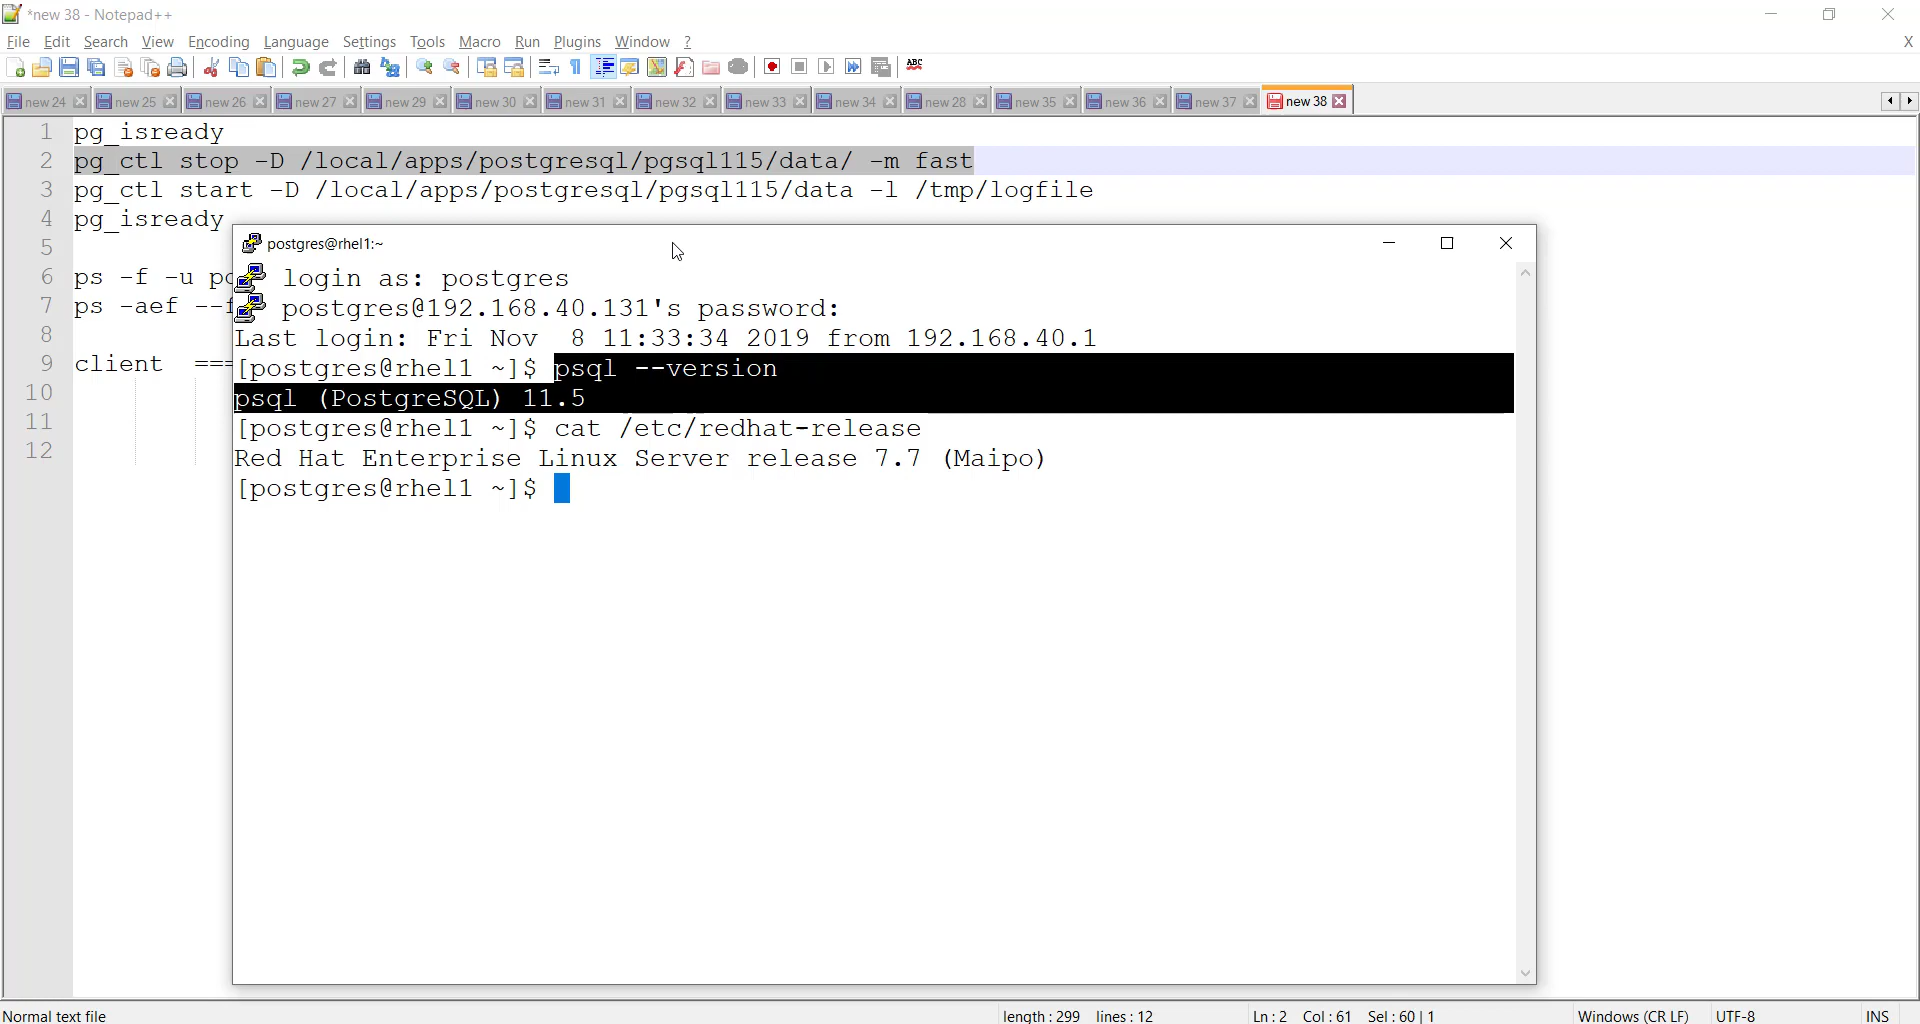 *new 38 - Notepad++
File Edit Search View Encoding Language Settings Tools Macro Run Plugins Window ? X
ABC
new 24 new 25 new 26 new 27 new 29 new 30 new 31 new 32 new 33 new 34 new 28 new 35 new 36 new 37 new 38
1 pg_isready
2 pg_ctl stop -D /local/apps/postgresql/pgsql115/data/ -m fast
3 pg_ctl start -D /local/apps/postgresql/pgsql115/data -l /tmp/logfile
4 pg_isready
5
6 ps -f -u
7 ps -aef
8
9 client ===
10
11
12
postgres@rhel1:~
login as: postgres
postgres@192.168.40.131's password:
Last login: Fri Nov  8 11:33:34 2019 from 192.168.40.1
[postgres@rhel1 ~]$ psql --version
psql (PostgreSQL) 11.5
[postgres@rhel1 ~]$ cat /etc/redhat-release
Red Hat Enterprise Linux Server release 7.7 (Maipo)
[postgres@rhel1 ~]$
Normal text file length : 299 lines : 12 Ln : 2 Col : 61 Sel : 60 | 1 Windows (CR LF) UTF-8 INS